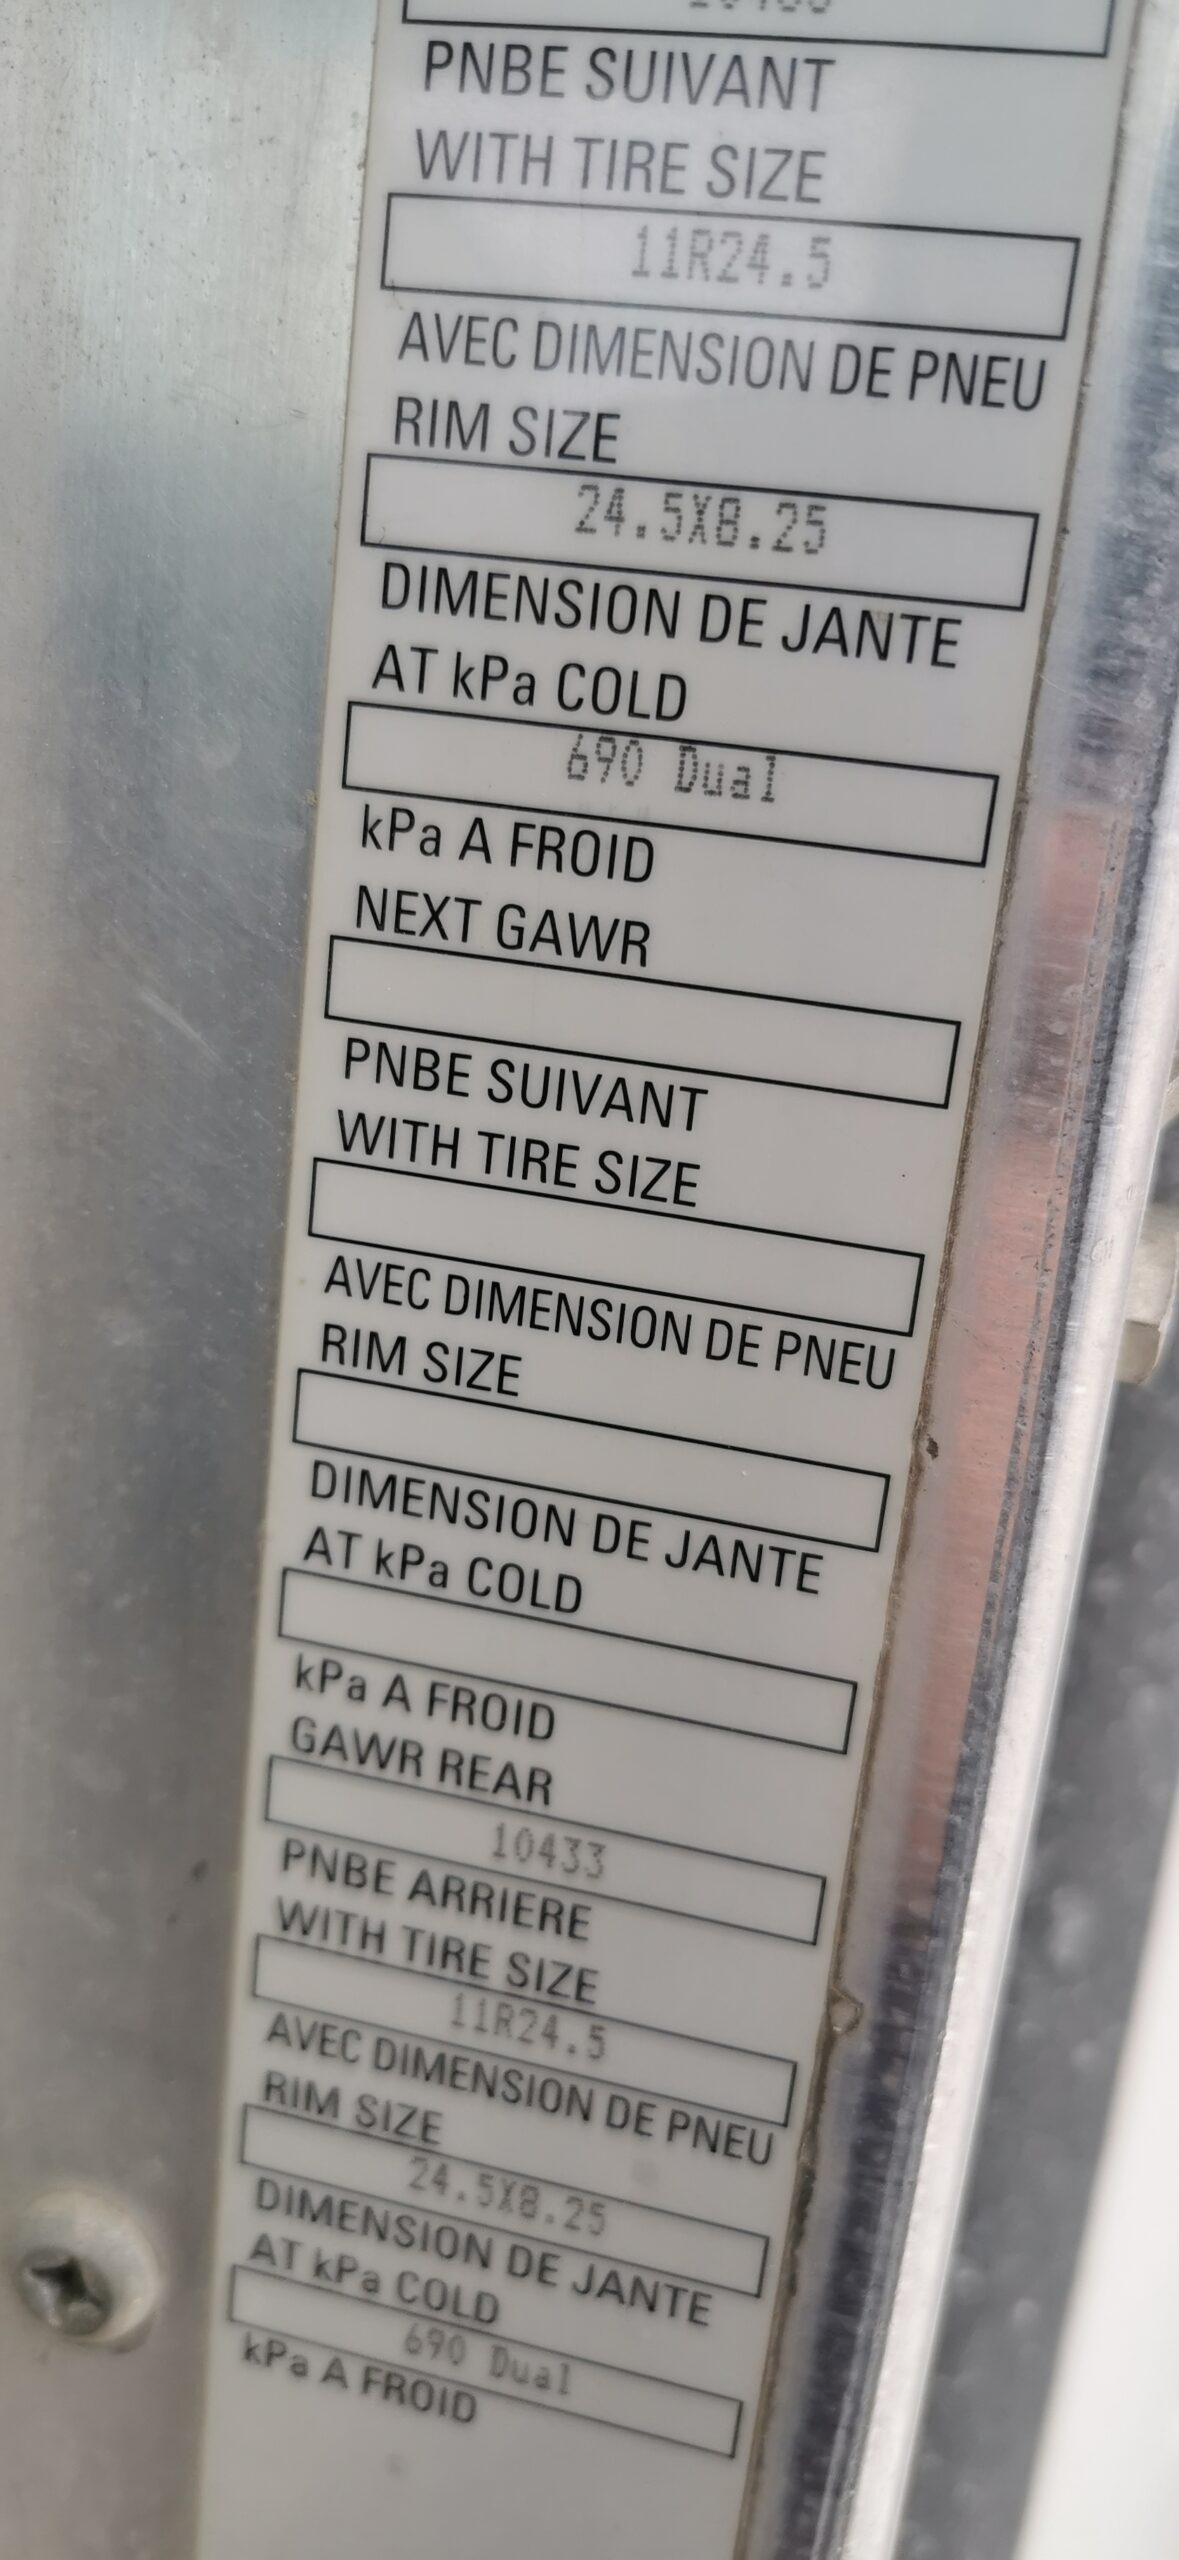 PNBE SUIVANT
WITH TIRE SIZE
11R24.5
AVEC DIMENSION DE PNEU
RIM SIZE
24.5X8.25
DIMENSION DE JANTE
AT kPa COLD
690 Dual
kPa A FROID
NEXT GAWR
PNBE SUIVANT
WITH TIRE SIZE
AVEC DIMENSION DE PNEU
RIM SIZE
DIMENSION DE JANTE
AT kPa COLD
kPa A FROID
GAWR REAR
10433
PNBE ARRIERE
WITH TIRE SIZE
11R24.5
AVEC DIMENSION DE PNEU
RIM SIZE
24.5X8.25
DIMENSION DE JANTE
AT kPa COLD
690 Dual
kPa A FROID